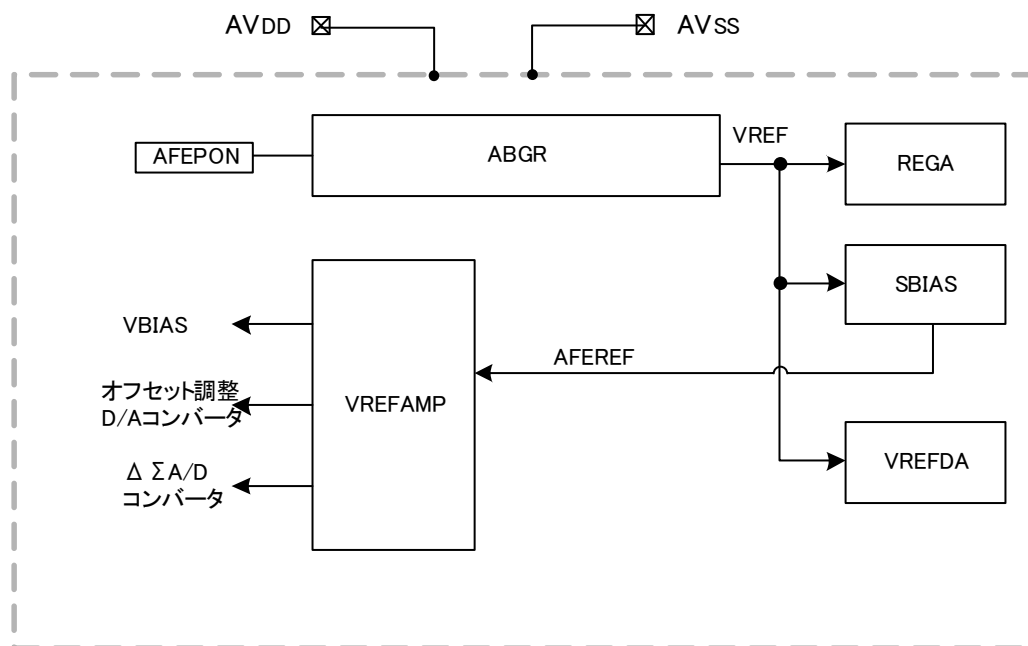 AVDD
AVSS
AFEPON
ABGR
VREF
REGA
SBIAS
VBIAS
AFEREF
オフセット調整
D/Aコンバータ
VREFAMP
VREFDA
Δ Σ A/D
コンバータ